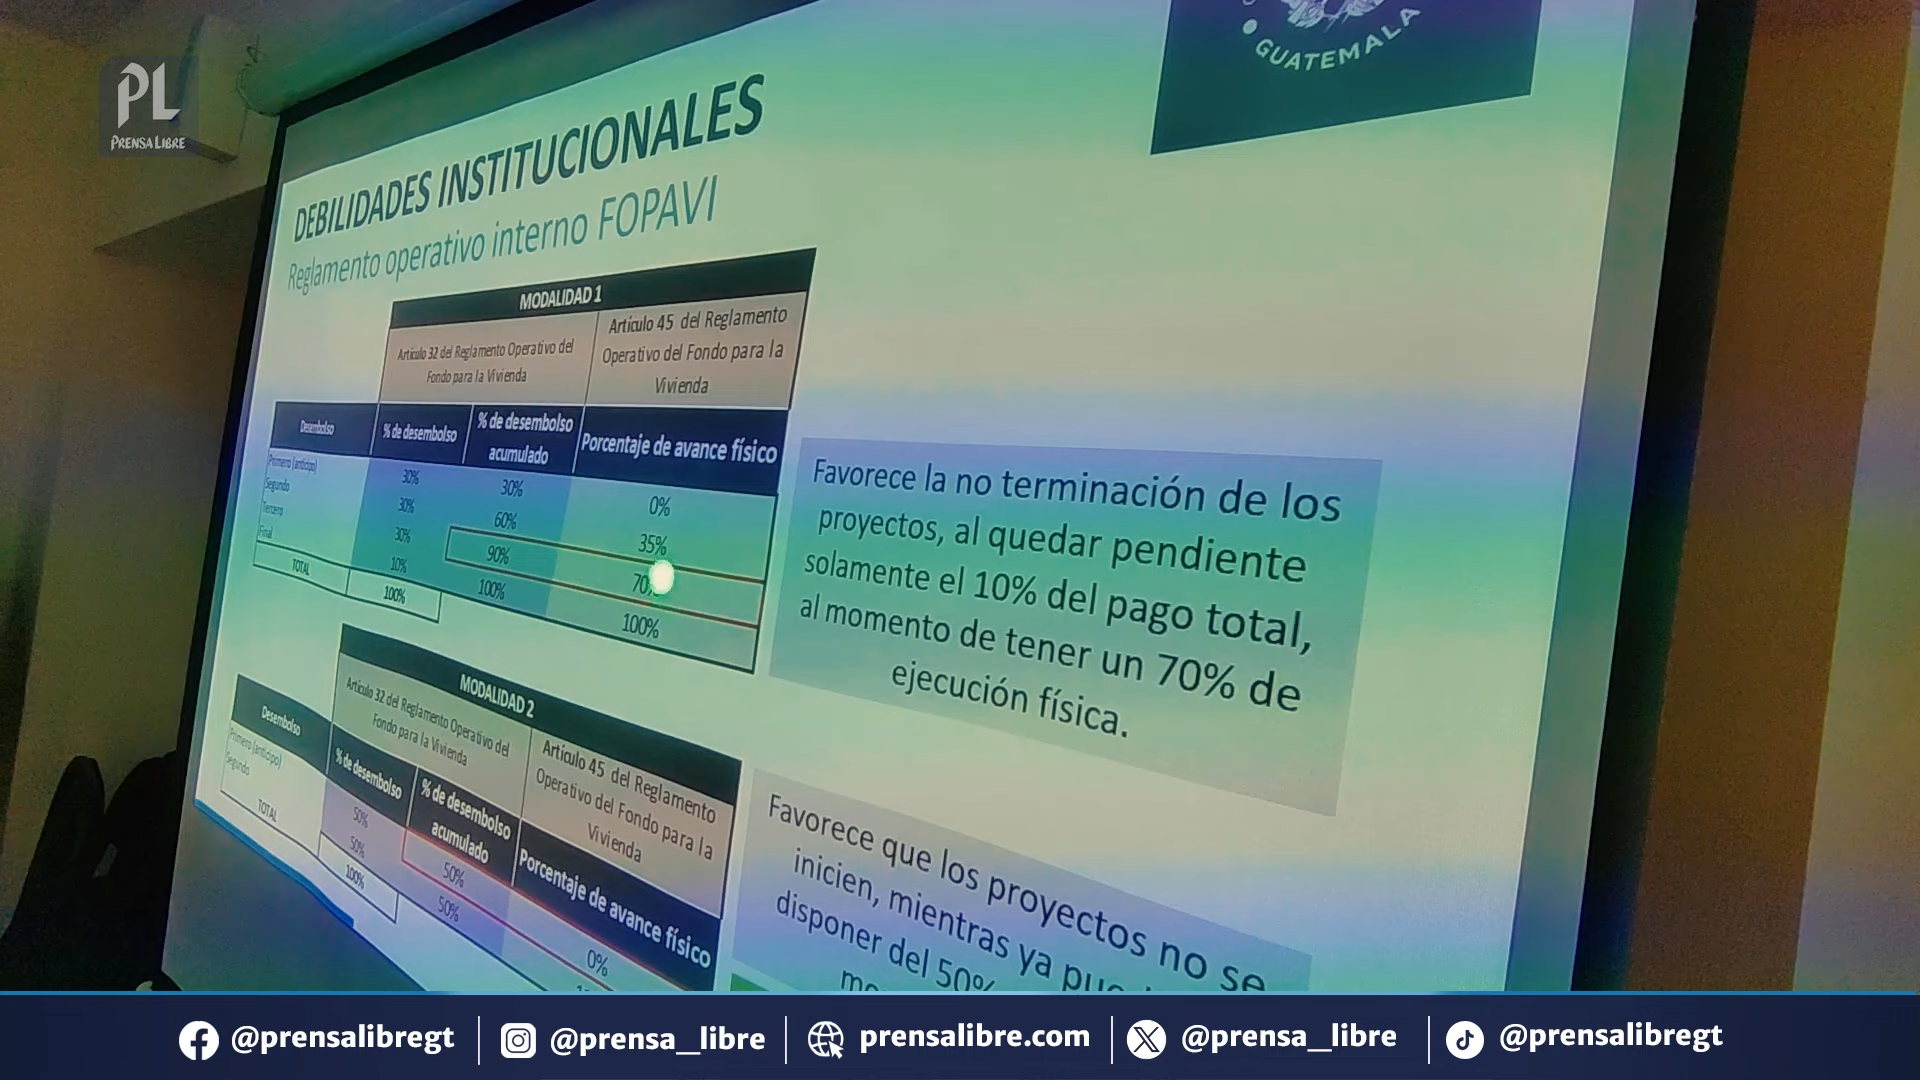 PL
PRENSA LIBRE
GUATEMALA
DEBILIDADES INSTITUCIONALES
Reglamento operativo interno FOPAVI
MODALIDAD 1
Artículo 32 del Reglamento Operativo del
Fondo para la Vivienda
Artículo 45 del Reglamento
Operativo del Fondo para la
Vivienda
Desembolso
% de desembolso
% de desembolso
acumulado
Porcentaje de avance físico
Primero (anticipo) 30% 30% 0%
Segundo 30% 60% 35%
Tercero 30% 90% 70%
Final 10% 100% 100%
TOTAL 100%
Favorece la no terminación de los
proyectos, al quedar pendiente
solamente el 10% del pago total,
al momento de tener un 70% de
ejecución física.
MODALIDAD 2
Artículo 32 del Reglamento Operativo del
Fondo para la Vivienda
Artículo 45 del Reglamento
Operativo del Fondo para la
Vivienda
Desembolso
% de desembolso
% de desembolso
acumulado
Porcentaje de avance físico
Primero (anticipo) 50% 50% 0%
Segundo 50% 50%
TOTAL 100%
Favorece que los proyectos no se
inicien, mientras ya
disponer del 50%
@prensalibregt
@prensa_libre
prensalibre.com
@prensa_libre
@prensalibregt